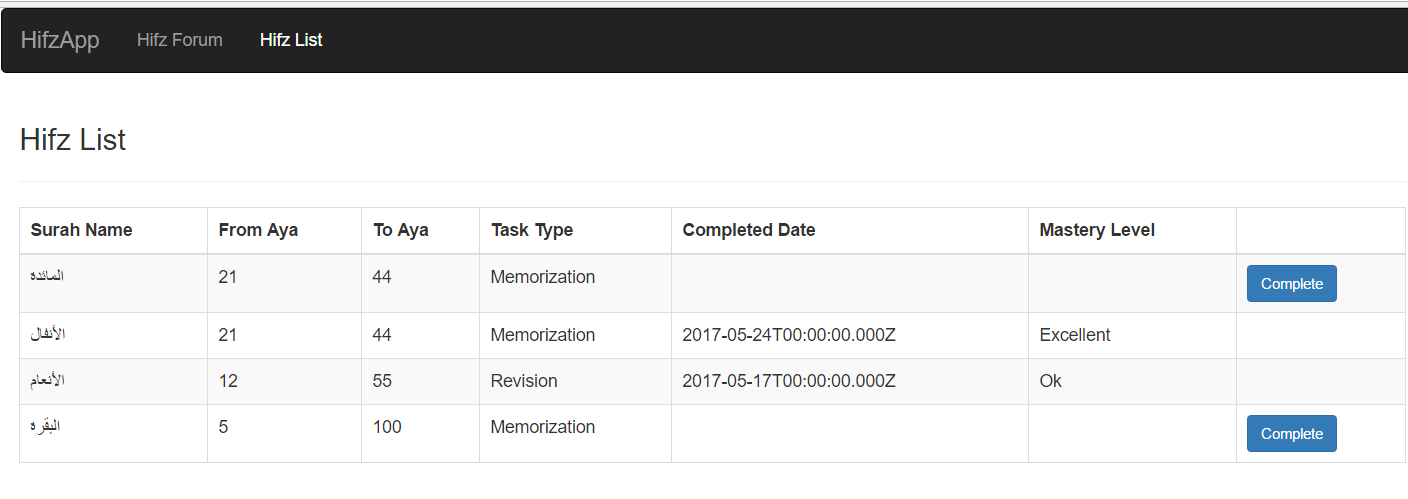 HifzApp Hifz Forum Hifz List
Hifz List
Surah Name From Aya To Aya Task Type Completed Date Mastery Level
المائدة 21 44 Memorization Complete
الأنفال 21 44 Memorization 2017-05-24T00:00:00.000Z Excellent
الأنعام 12 55 Revision 2017-05-17T00:00:00.000Z Ok
البقرة 5 100 Memorization Complete